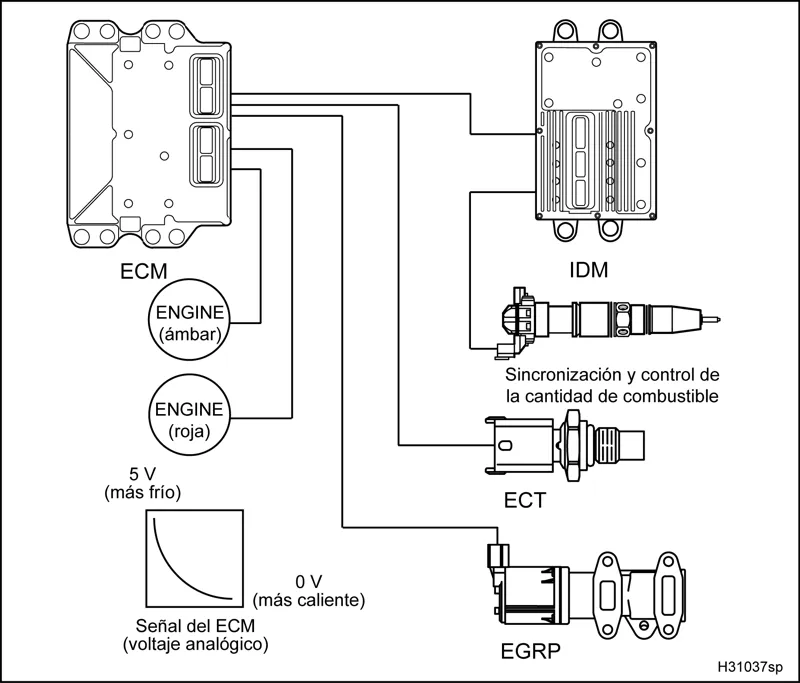 ECM
IDM
ENGINE
(ámbar)
Sincronización y control de
la cantidad de combustible
ENGINE
(roja)
5 V
(más frío)
ECT
0 V
(más caliente)
Señal del ECM
(voltaje analógico)
EGRP
H31037sp